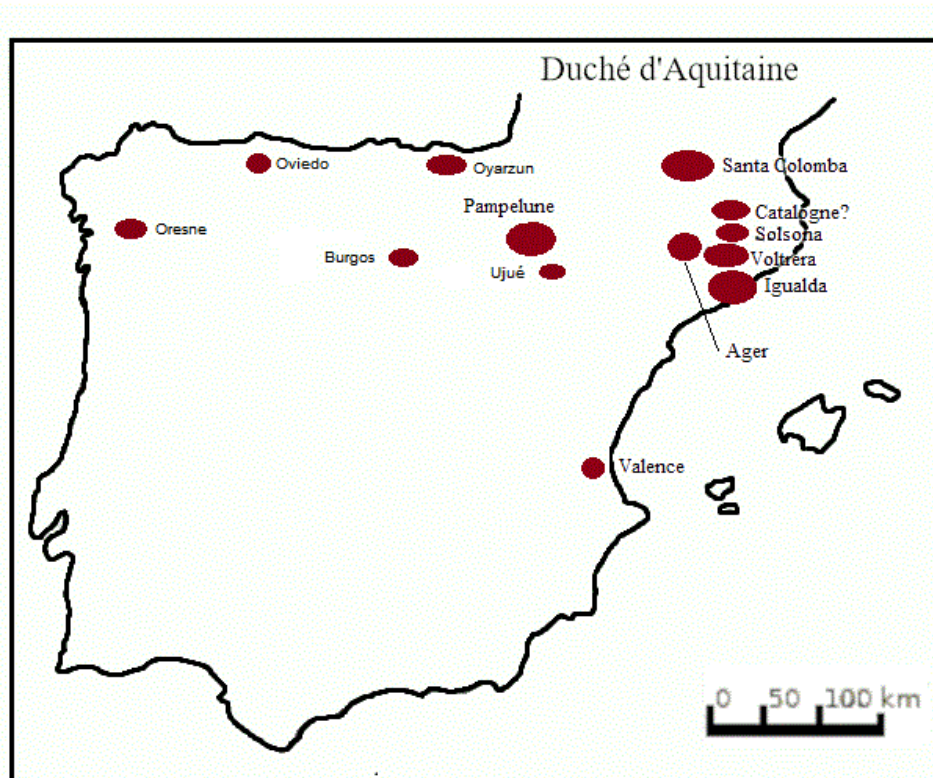 Duché d'Aquitaine
Oviedo
Oyarzun
Santa Colomba
Pampelune
Catalogne?
Oresne
Solsona
Burgos
Voltrera
Ujué
Igualda
Ager
Valence
0 50 100 km